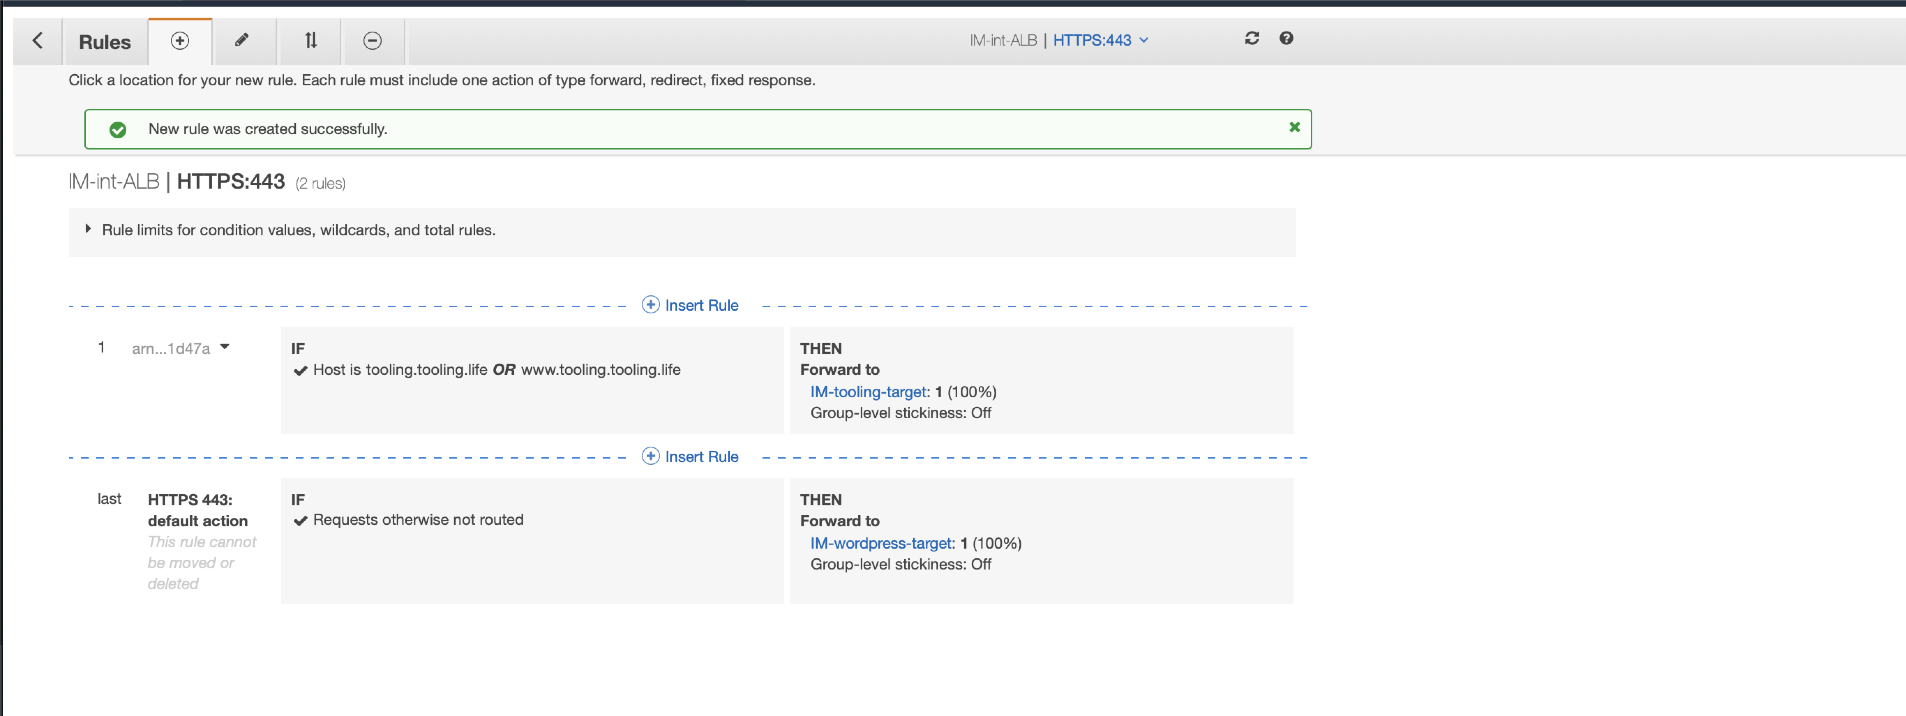 Rules
IM-int-ALB | HTTPS:443
Click a location for your new rule. Each rule must include one action of type forward, redirect, fixed response.
New rule was created successfully.
IM-int-ALB | HTTPS:443 (2 rules)
Rule limits for condition values, wildcards, and total rules.
Insert Rule
1 arn...1d47a
IF
Host is tooling.tooling.life OR www.tooling.tooling.life
THEN
Forward to
IM-tooling-target: 1 (100%)
Group-level stickiness: Off
Insert Rule
last
HTTPS 443:
default action
This rule cannot
be moved or
deleted
IF
Requests otherwise not routed
THEN
Forward to
IM-wordpress-target: 1 (100%)
Group-level stickiness: Off